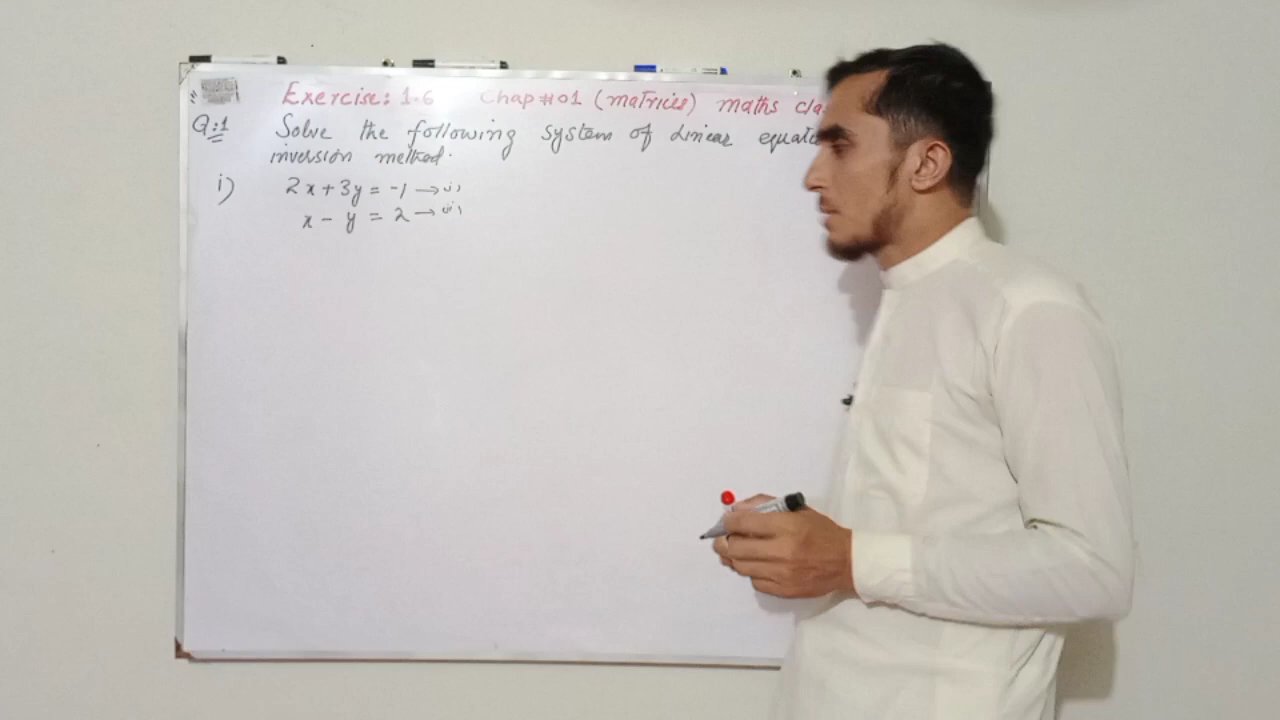 Exercise: 1.6 Chap#01 (matrices) maths cla
Q:1 Solve the following system of Linear equat
inversion method.
i) 2x+3y = -1 → (i)
x - y = 2 → (ii)